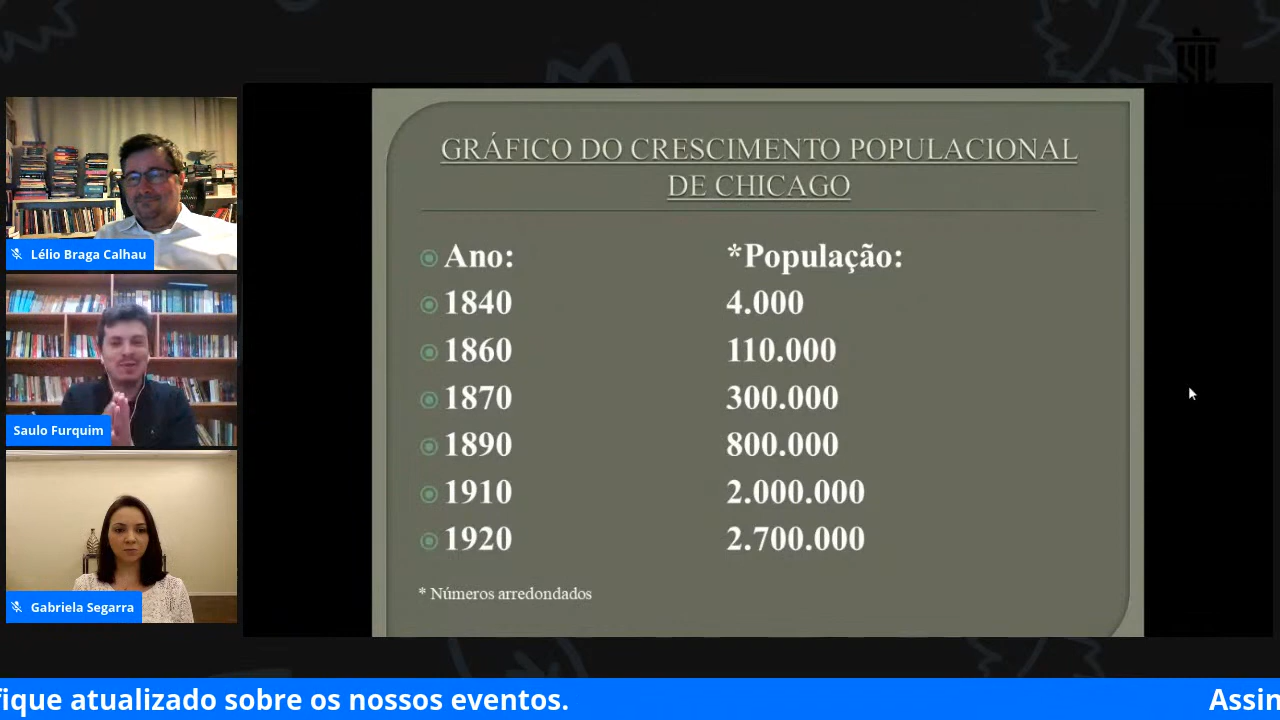 GRÁFICO DO CRESCIMENTO POPULACIONAL
DE CHICAGO
Ano: *População:
1840 4.000
1860 110.000
1870 300.000
1890 800.000
1910 2.000.000
1920 2.700.000
* Números arredondados
Lélio Braga Calhau
Saulo Furquim
Gabriela Segarra
fique atualizado sobre os nossos eventos. Assin